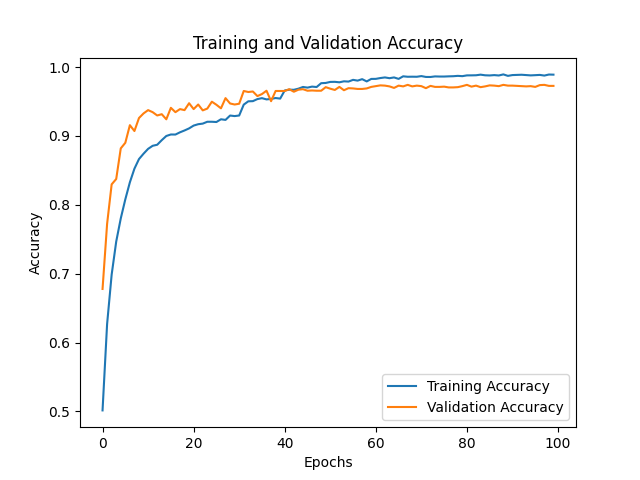 Training and Validation Accuracy
1.0
0.9
0.8
0.7
0.6
0.5
Accuracy
0 20 40 60 80 100
Epochs
Training Accuracy
Validation Accuracy